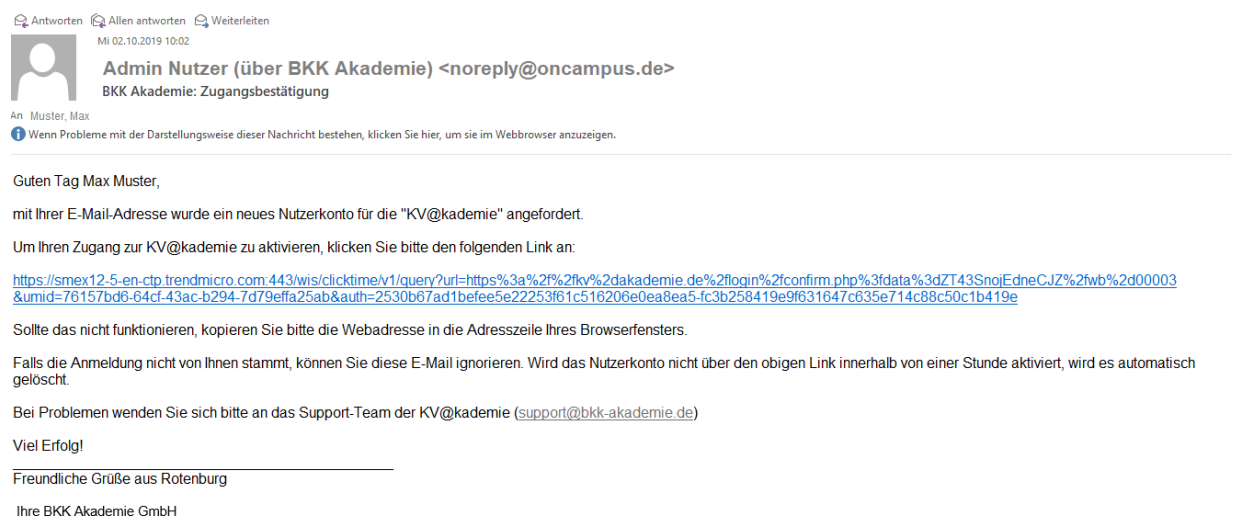 Antworten Allen antworten Weiterleiten
Mi 02.10.2019 10:02
Admin Nutzer (über BKK Akademie) <noreply@oncampus.de>
BKK Akademie: Zugangsbestätigung
An Muster, Max
Wenn Probleme mit der Darstellungsweise dieser Nachricht bestehen, klicken Sie hier, um sie im Webbrowser anzuzeigen.
Guten Tag Max Muster,
mit Ihrer E-Mail-Adresse wurde ein neues Nutzerkonto für die "KV@kademie" angefordert.
Um Ihren Zugang zur KV@kademie zu aktivieren, klicken Sie bitte den folgenden Link an:
https://smex12-5-en-ctp.trendmicro.com:443/wis/clicktime/v1/query?url=https%3a%2f%2fkv%2dakademie.de%2flogin%2fconfirm.php%3fdata%3dZT43SnojEdneCJZ%2fwb%2d00003
&umid=76157bd6-64cf-43ac-b294-7d79effa25ab&auth=2530b67ad1befee5e22253f61c516206e0ea8ea5-fc3b258419e9f631647c635e714c88c50c1b419e
Sollte das nicht funktionieren, kopieren Sie bitte die Webadresse in die Adresszeile Ihres Browserfensters.
Falls die Anmeldung nicht von Ihnen stammt, können Sie diese E-Mail ignorieren. Wird das Nutzerkonto nicht über den obigen Link innerhalb von einer Stunde aktiviert, wird es automatisch
gelöscht.
Bei Problemen wenden Sie sich bitte an das Support-Team der KV@kademie (support@bkk-akademie.de)
Viel Erfolg!
Freundliche Grüße aus Rotenburg
Ihre BKK Akademie GmbH